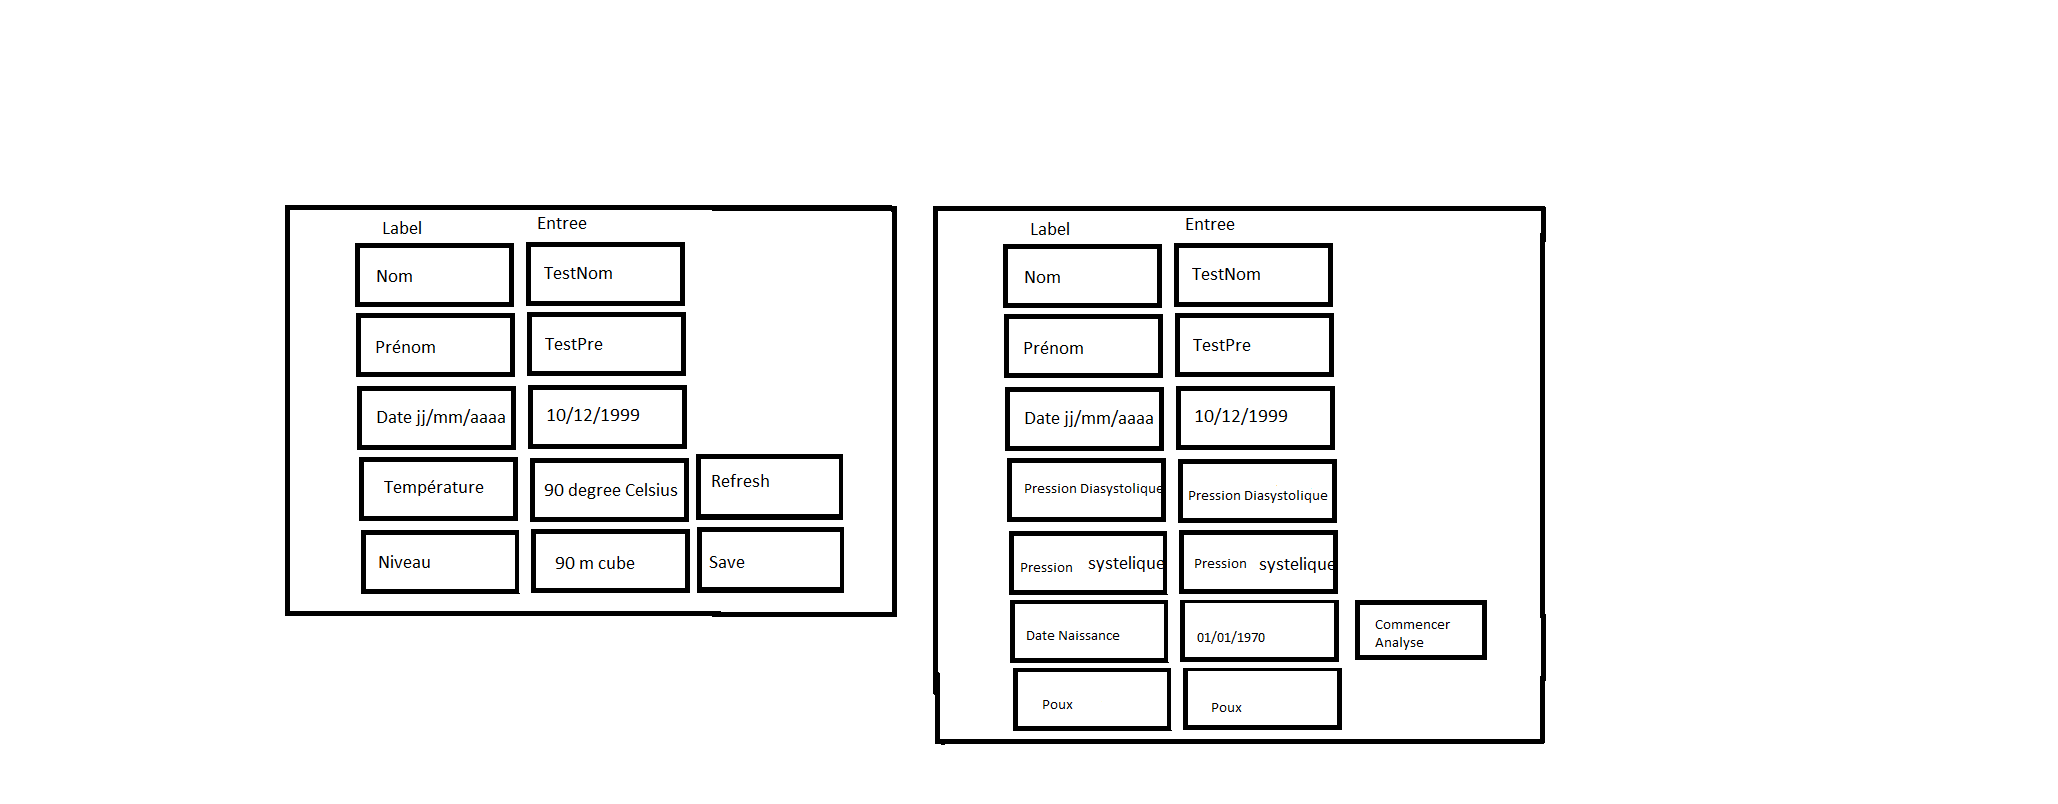 Label Entree
Nom TestNom
Prénom TestPre
Date jj/mm/aaaa 10/12/1999
Température 90 degree Celsius Refresh
Niveau 90 m cube Save
Label Entree
Nom TestNom
Prénom TestPre
Date jj/mm/aaaa 10/12/1999
Pression Diasystolique Pression Diasystolique
Pression systelique Pression systelique
Date Naissance 01/01/1970 Commencer
Analyse
Poux Poux